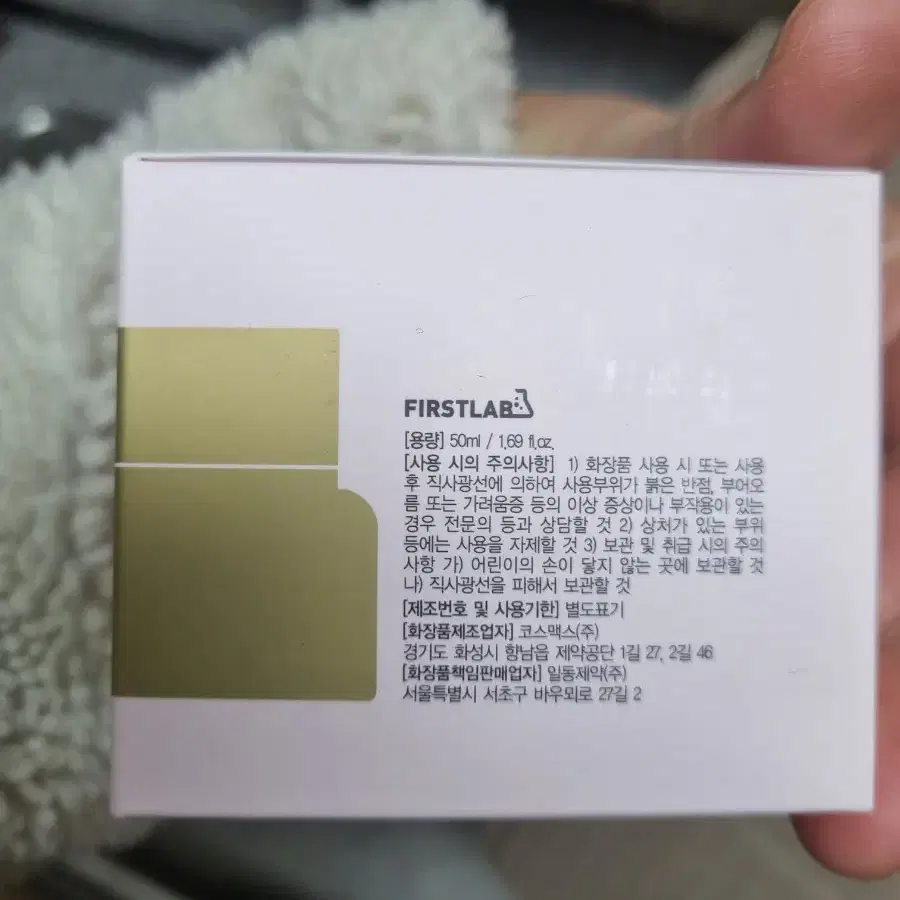 FIRSTLAB
[용량] 50ml / 1.69 fl.oz.
[사용 시의 주의사항] 1) 화장품 사용 시 또는 사용
후 직사광선에 의하여 사용부위가 붉은 반점, 부어오
름 또는 가려움증 등의 이상 증상이나 부작용이 있는
경우 전문의 등과 상담할 것 2) 상처가 있는 부위
등에는 사용을 자제할 것 3) 보관 및 취급 시의 주의
사항 가) 어린이의 손이 닿지 않는 곳에 보관할 것
나) 직사광선을 피해서 보관할 것
[제조번호 및 사용기한] 별도표기
[화장품제조업자] 코스맥스(주)
경기도 화성시 향남읍 제약공단 1길 27, 2길 46
[화장품책임판매업자] 일동제약(주)
서울특별시 서초구 바우뫼로 27길 2